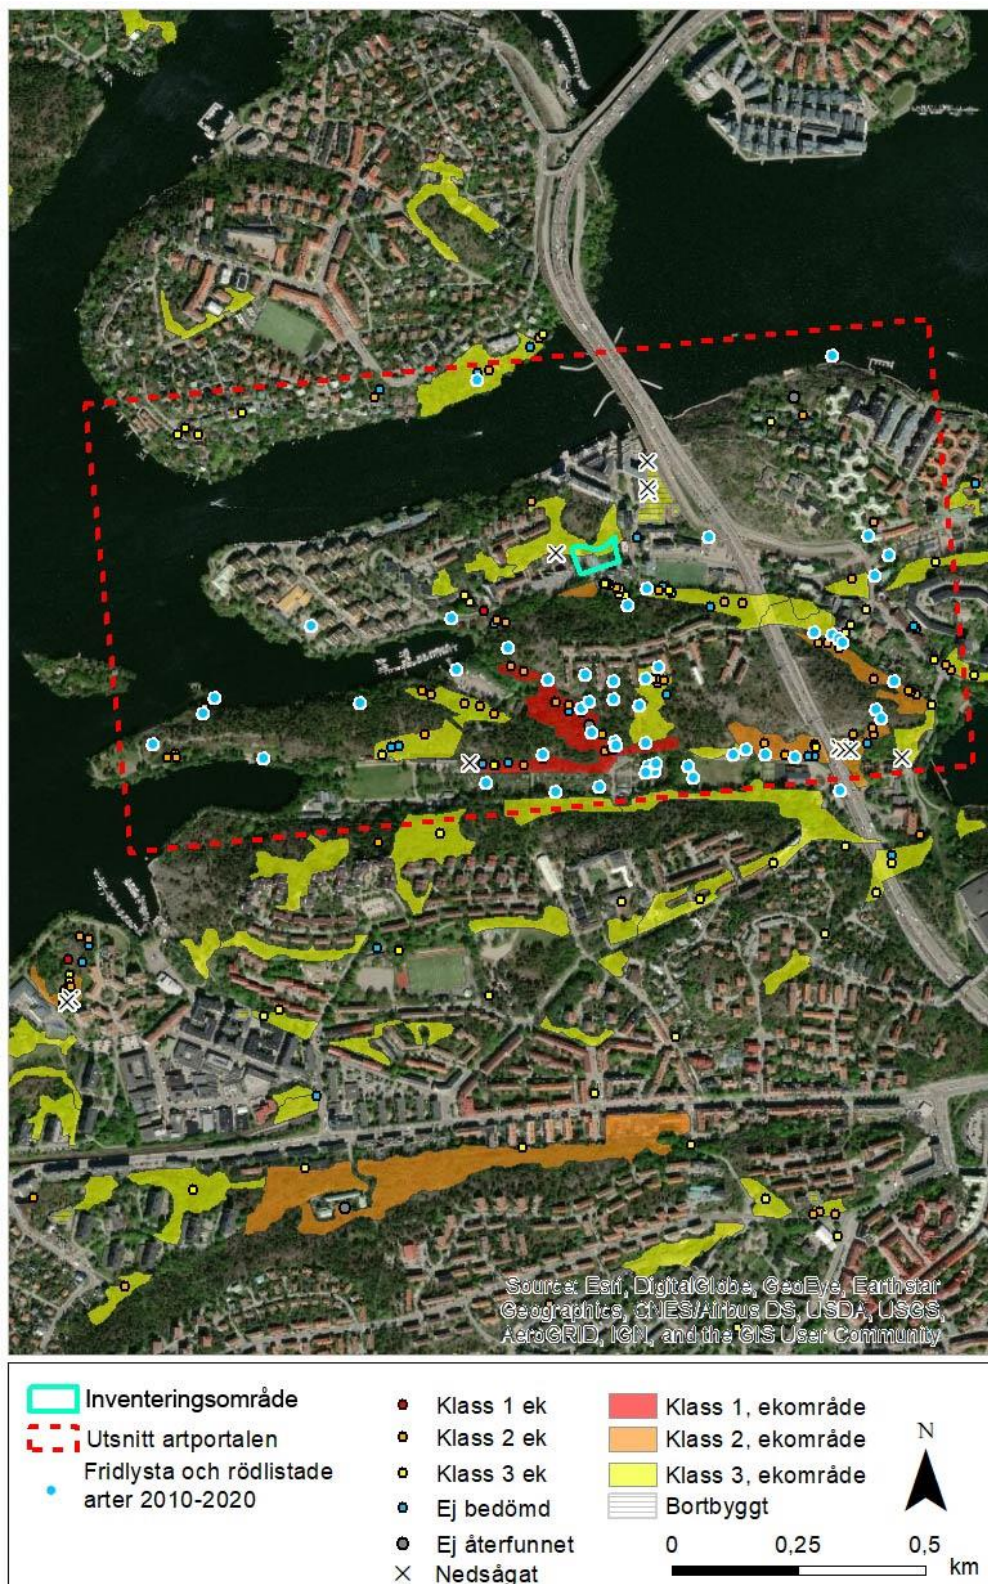 Source: Esri, DigitalGlobe, GeoEye, Earthstar
Geographics, CNES/Airbus DS, USDA, USGS,
AeroGRID, IGN, and the GIS User Community
Inventeringsområde
Utsnitt artportalen
Fridlysta och rödlistade
arter 2010-2020
Klass 1 ek
Klass 2 ek
Klass 3 ek
Ej bedömd
Ej återfunnet
Nedsågat
Klass 1, ekområde
Klass 2, ekområde
Klass 3, ekområde
Bortbyggt
N
0 0,25 0,5
km